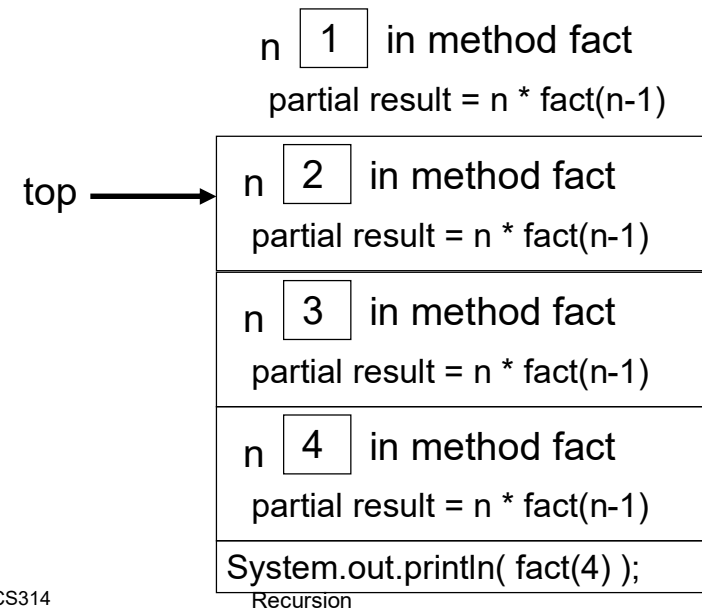 n 1 in method fact
partial result = n * fact(n-1)
top n 2 in method fact
partial result = n * fact(n-1)
n 3 in method fact
partial result = n * fact(n-1)
n 4 in method fact
partial result = n * fact(n-1)
System.out.println( fact(4) );
CS314 Recursion